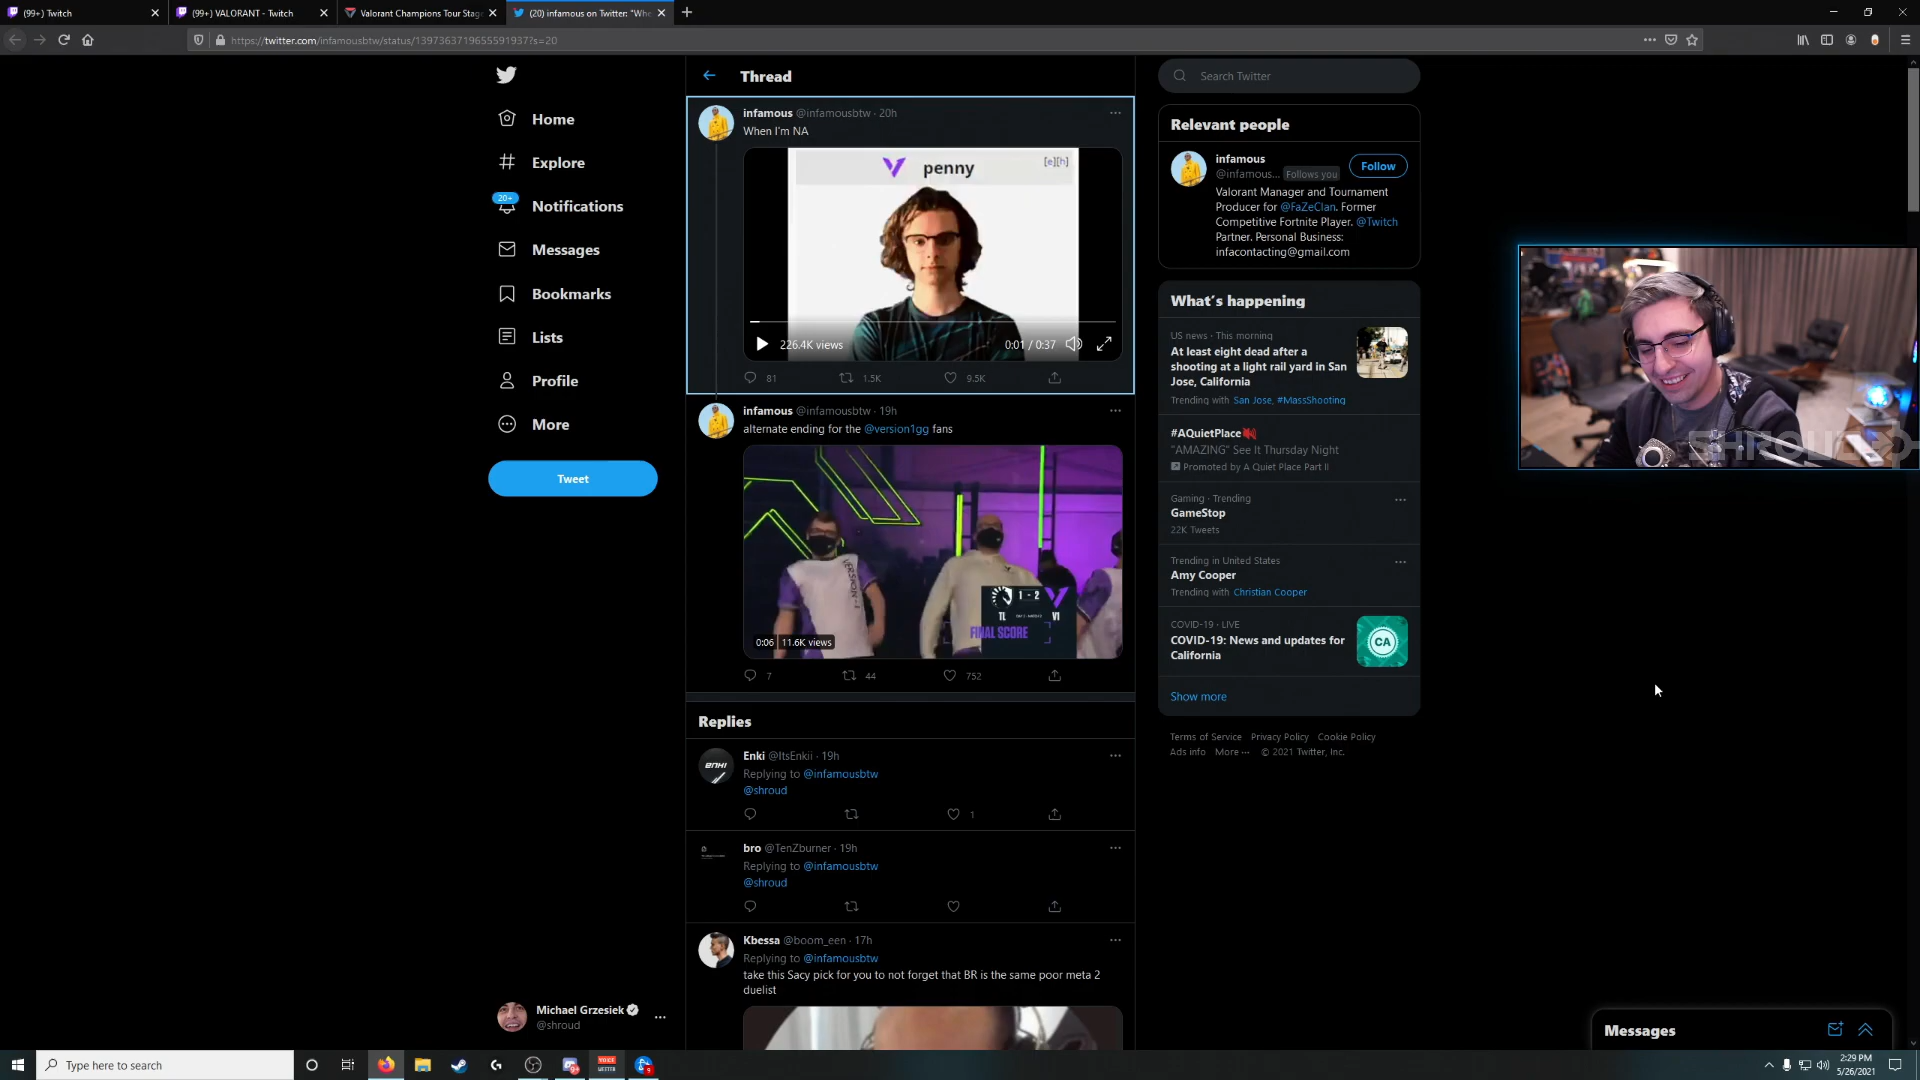 (99+) Twitch
(99+) VALORANT - Twitch
Valorant Champions Tour Stag
(20) infamous on Twitter: "Whe
https://twitter.com/infamousbtw/status/1397363719655591937?s=20
Home
Explore
20+
Notifications
Messages
Bookmarks
Lists
Profile
More
Tweet
Michael Grzesiek
@shroud
Thread
infamous @infamousbtw · 20h
When I'm NA
penny
[e][h]
226.4K views
0:01 / 0:37
81
1.5K
9.5K
infamous @infamousbtw · 19h
alternate ending for the @version1gg fans
VERSION1
1 - 2
TL
V1
FINAL SCORE
0:06
11.6K views
7
44
752
Replies
Enki @ItsEnkii · 19h
ENKI
Replying to @infamousbtw
@shroud
1
bro @TenZburner · 19h
Replying to @infamousbtw
@shroud
Kbessa @boom_een · 17h
Replying to @infamousbtw
take this Sacy pick for you to not forget that BR is the same poor meta 2
duelist
Search Twitter
Relevant people
infamous
@infamous... Follows you
Follow
Valorant Manager and Tournament
Producer for @FaZeClan. Former
Competitive Fortnite Player. @Twitch
Partner. Personal Business:
infacontacting@gmail.com
What's happening
US news · This morning
At least eight dead after a
shooting at a light rail yard in San
Jose, California
Trending with San Jose, #MassShooting
#AQuietPlace
"AMAZING" See It Thursday Night
Promoted by A Quiet Place Part II
Gaming · Trending
GameStop
22K Tweets
Trending in United States
Amy Cooper
Trending with Christian Cooper
COVID-19 · LIVE
COVID-19: News and updates for
California
CA
Show more
Terms of Service Privacy Policy Cookie Policy
Ads info More ··· © 2021 Twitter, Inc.
SHROUD
Messages
Type here to search
2:29 PM
5/26/2021